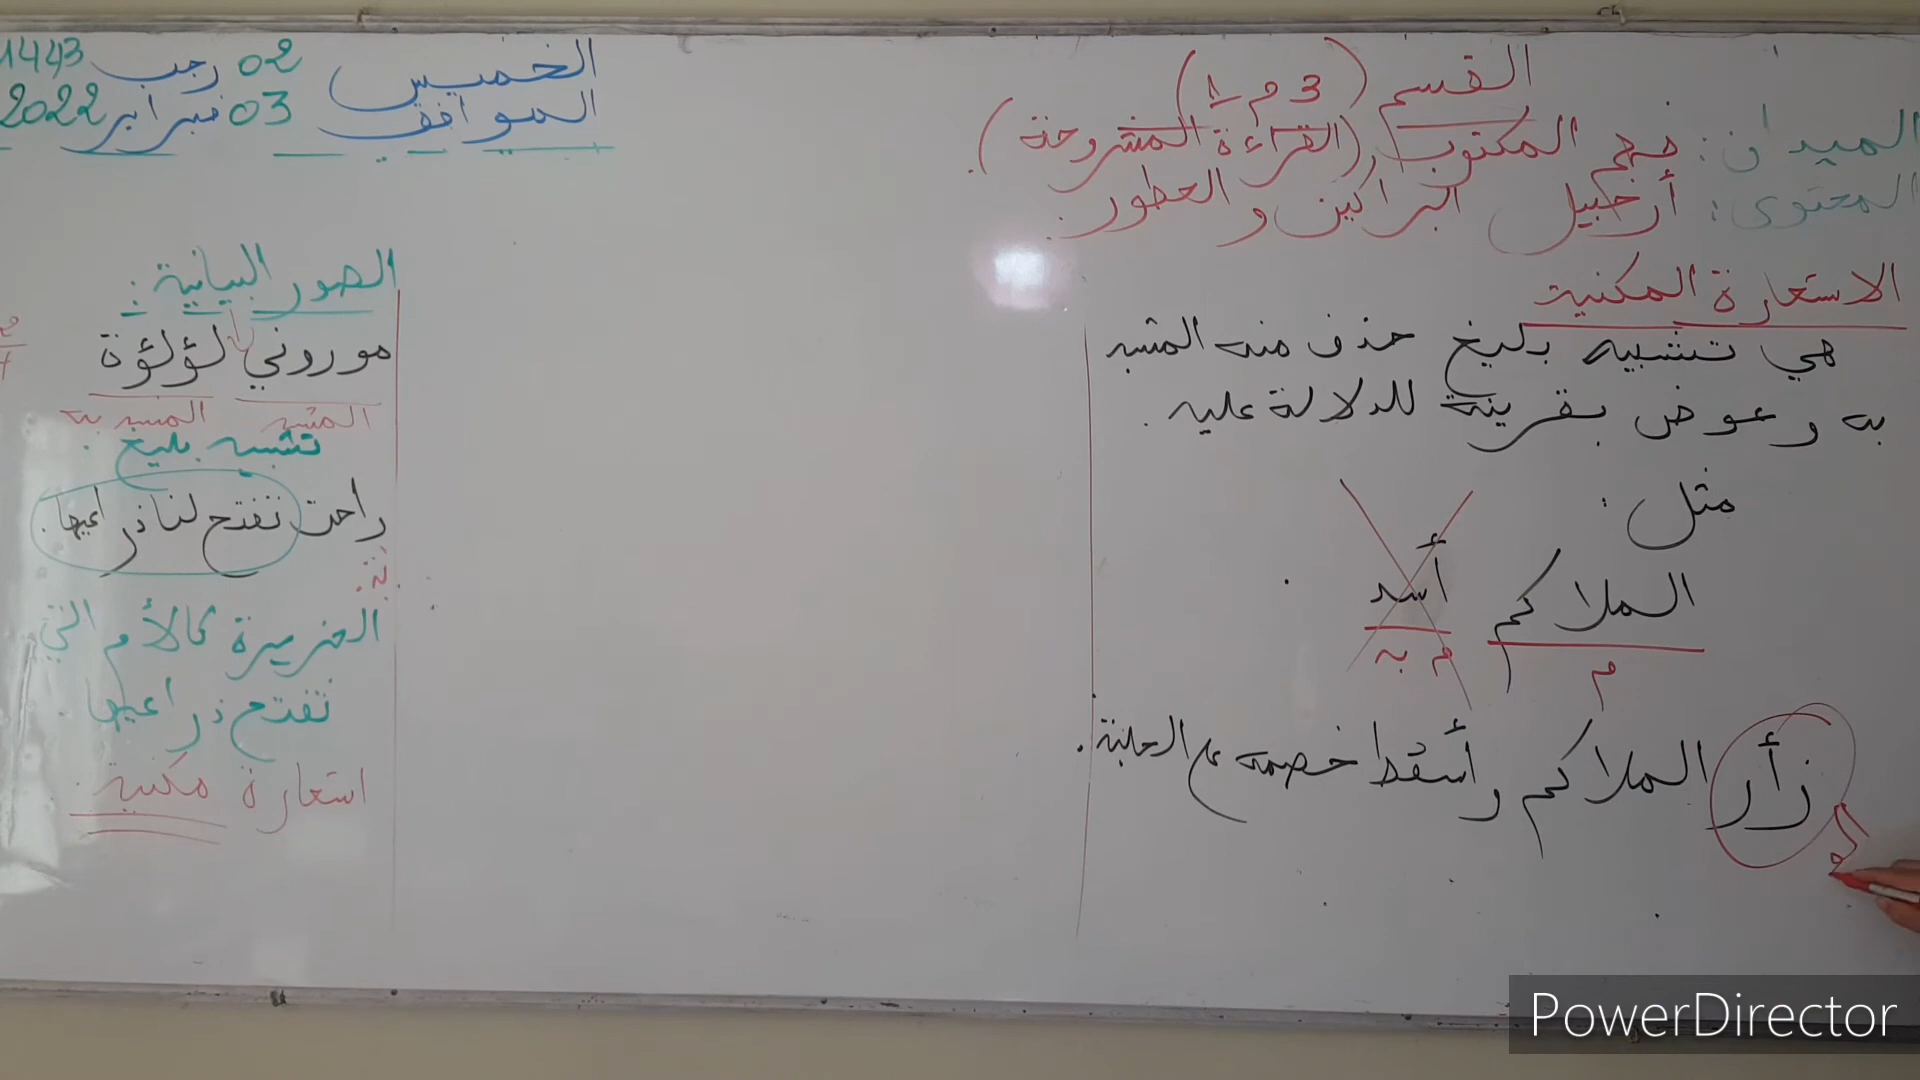 القسم (3 م 1)
الميدان: فهم المكتوب (القراءة المشروحة).
المحتوى: أرخبيل البراكين و العطور.
الاستعارة المكنية
هي تشبيه بليغ حذف منه المشبه
به وعوض بقرينة للدلالة عليه.
مثل:
الملاكم أسد
م م به
زأر الملاكم وأسقط خصمه على الحلبة.
الخميس 02 رجب 1443
الموافق 03 فبراير 2022
الصور البيانية:
موروني لؤلؤة
المشبه المشبه به
تشبيه بليغ.
راحت تفتح لنا ذراعيها.
الجزيرة كالأم التي
تفتح ذراعيها.
استعارة مكنية.
PowerDirector